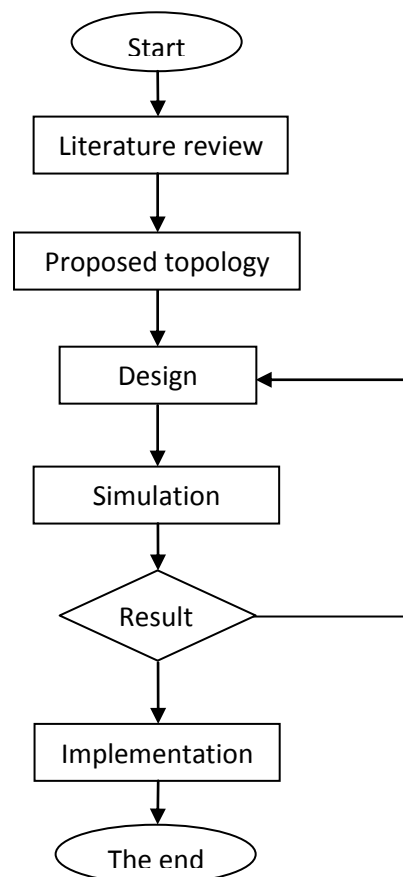 Start
Literature review
Proposed topology
Design
Simulation
Result
Implementation
The end